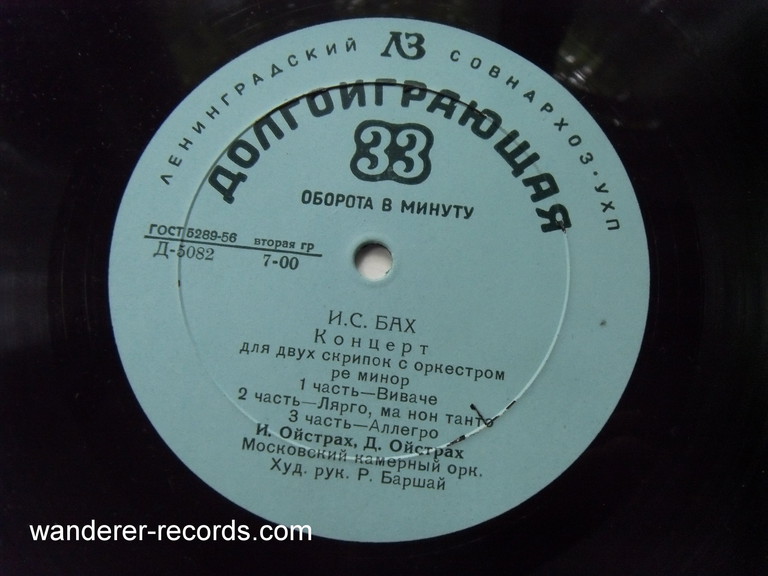 ЛЕНИНГРАДСКИЙ ЛЗ СОВНАРХОЗ·УХП
ДОЛГОИГРАЮЩАЯ
33
ОБОРОТА В МИНУТУ
ГОСТ 5289-56 вторая гр
Д-5082 7-00
И.С. БАХ
Концерт
для двух скрипок с оркестром
ре минор
1 часть—Виваче
2 часть—Лярго, ма нон танто
3 часть—Аллегро
И. Ойстрах, Д. Ойстрах
Московский камерный орк.
Худ. рук. Р. Баршай
wanderer-records.com